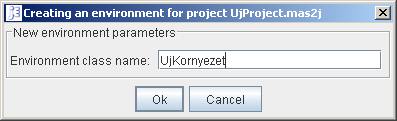 Creating an environment for project UjProject.mas2j
New environment parameters
Environment class name: UjKornyezet
Ok Cancel